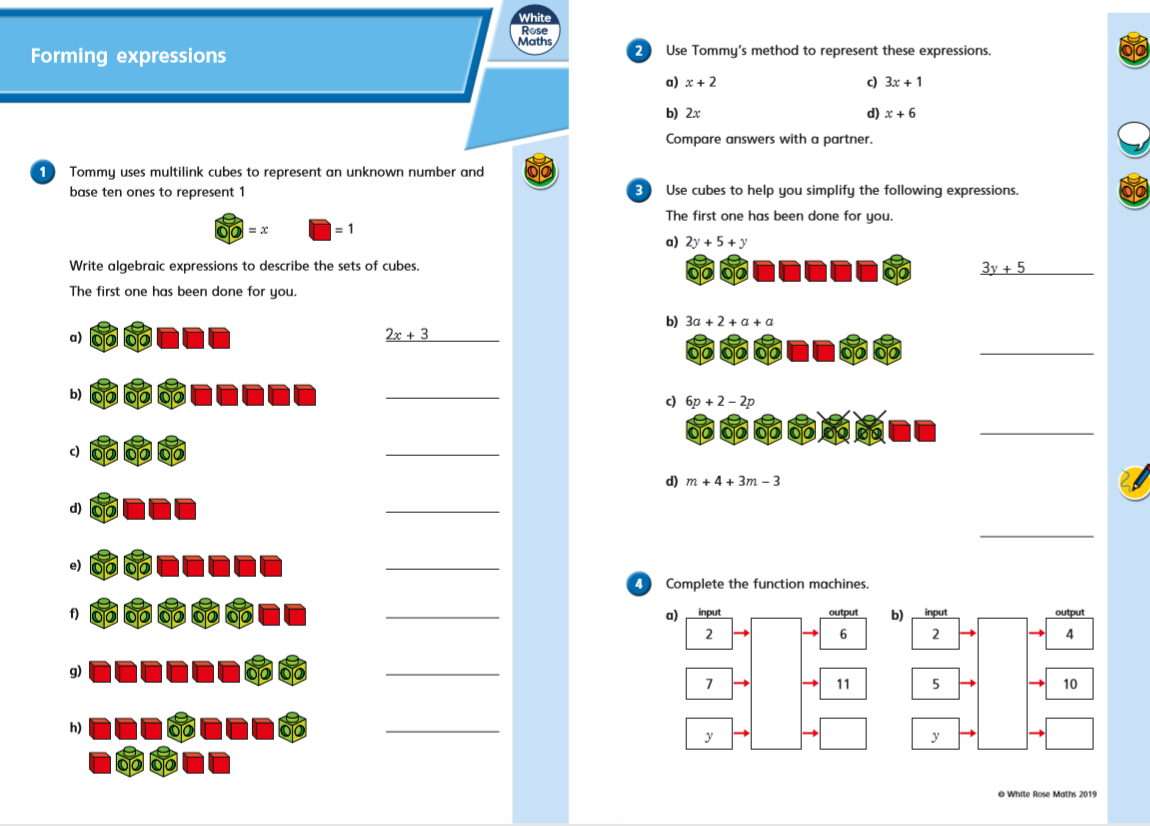 Forming expressions
White
Rose
Maths
1 Tommy uses multilink cubes to represent an unknown number and
base ten ones to represent 1
= x = 1
Write algebraic expressions to describe the sets of cubes.
The first one has been done for you.
a) 2x + 3
b)
c)
d)
e)
f)
g)
h)
2 Use Tommy's method to represent these expressions.
a) x + 2 c) 3x + 1
b) 2x d) x + 6
Compare answers with a partner.
3 Use cubes to help you simplify the following expressions.
The first one has been done for you.
a) 2y + 5 + y
3y + 5
b) 3a + 2 + a + a
c) 6p + 2 – 2p
d) m + 4 + 3m – 3
4 Complete the function machines.
a) input output b) input output
2 6 2 4
7 11 5 10
y y
© White Rose Maths 2019